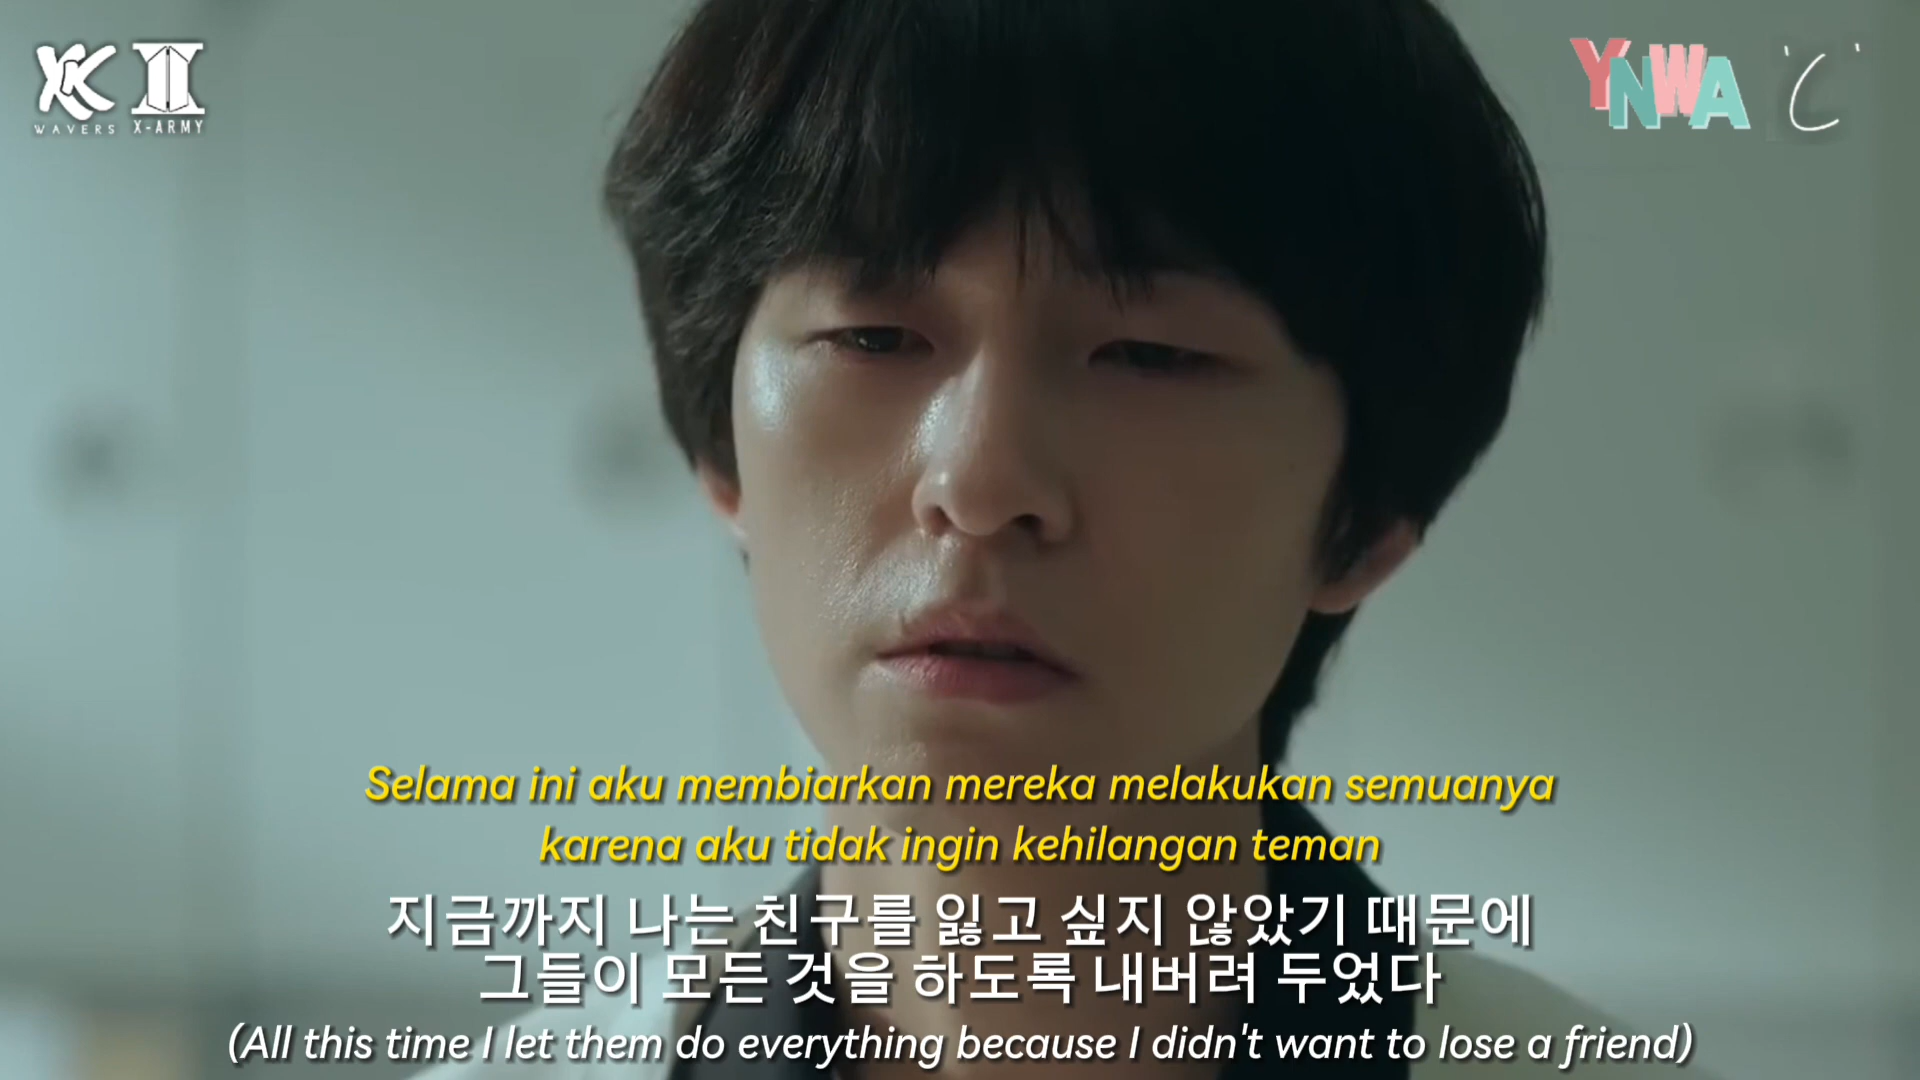 WAVERS
X-ARMY
YNWA
Selama ini aku membiarkan mereka melakukan semuanya
karena aku tidak ingin kehilangan teman
지금까지 나는 친구를 잃고 싶지 않았기 때문에
그들이 모든 것을 하도록 내버려 두었다
(All this time I let them do everything because I didn't want to lose a friend)